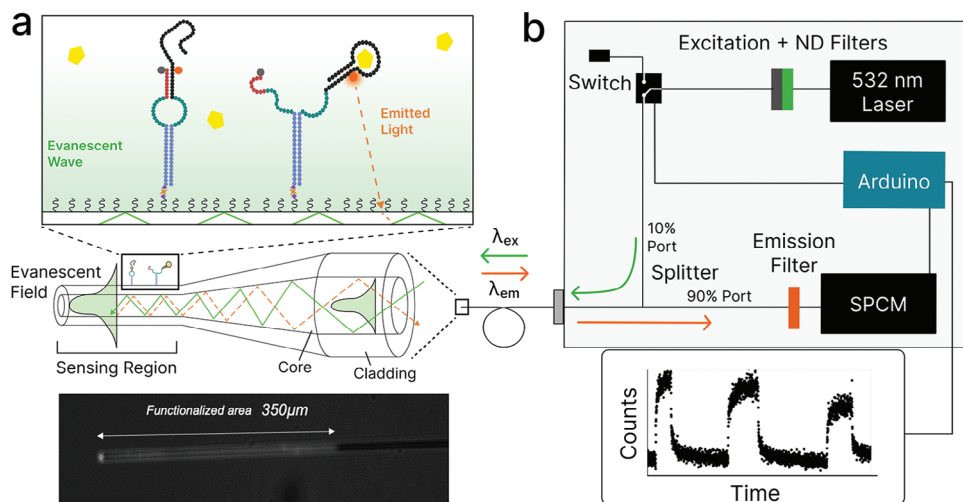 a
Evanescent
Wave
Emitted
Light
Evanescent
Field
Sensing Region
Core
Cladding
λex
λem
Functionalized area 350μm
b
Excitation + ND Filters
Switch
532 nm
Laser
Arduino
10%
Port
Splitter
90% Port
Emission
Filter
SPCM
Counts
Time